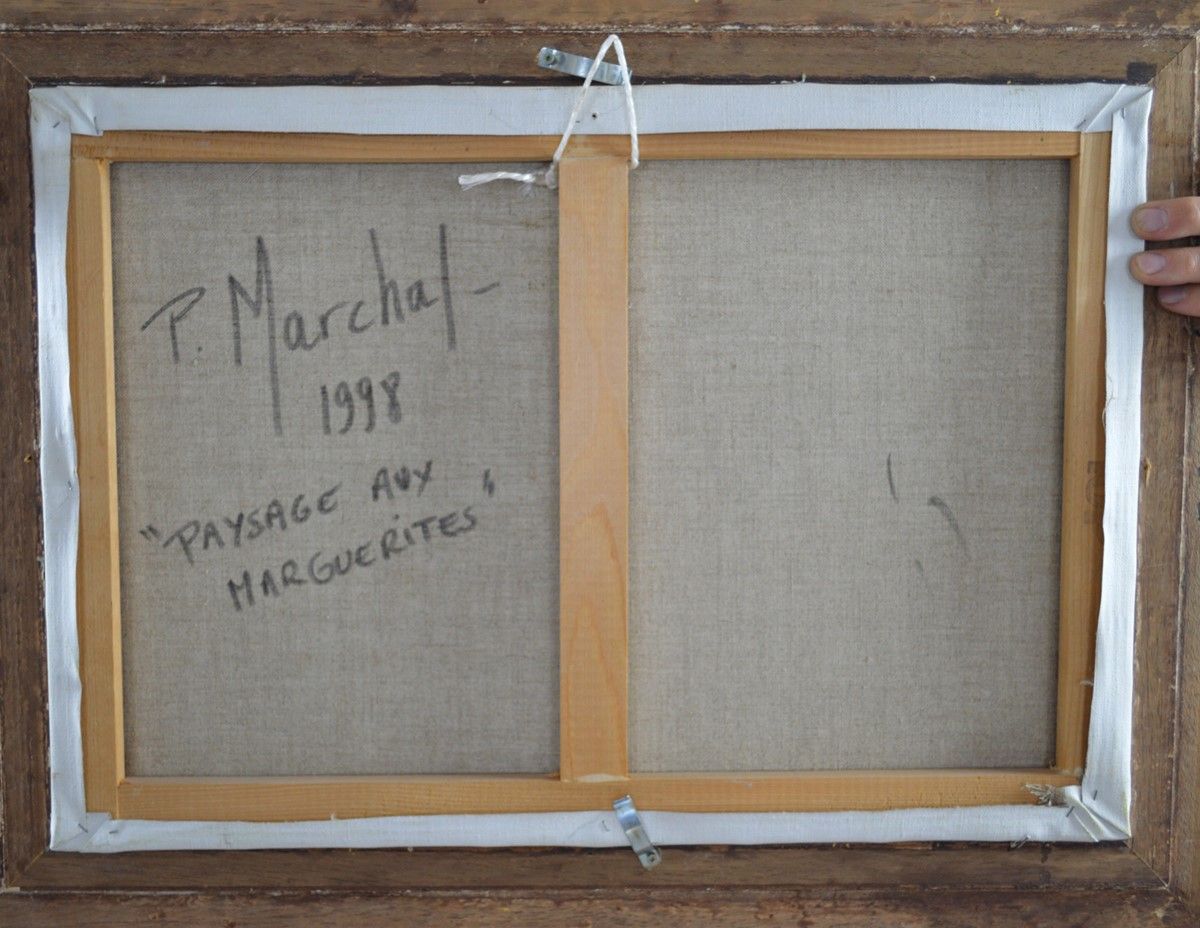 P. Marchal-
1998
"PAYSAGE AUX
MARGUERITES"